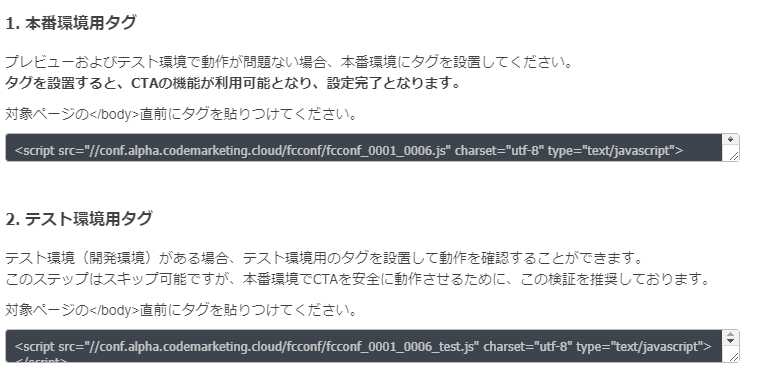 1. 本番環境用タグ
プレビューおよびテスト環境で動作が問題ない場合、本番環境にタグを設置してください。
タグを設置すると、CTAの機能が利用可能となり、設定完了となります。
対象ページの</body>直前にタグを貼りつけてください。
<script src="//conf.alpha.codemarketing.cloud/fcconf/fcconf_0001_0006.js" charset="utf-8" type="text/javascript">
2. テスト環境用タグ
テスト環境（開発環境）がある場合、テスト環境用のタグを設置して動作を確認することができます。
このステップはスキップ可能ですが、本番環境でCTAを安全に動作させるために、この検証を推奨しております。
対象ページの</body>直前にタグを貼りつけてください。
<script src="//conf.alpha.codemarketing.cloud/fcconf/fcconf_0001_0006_test.js" charset="utf-8" type="text/javascript">
</script>